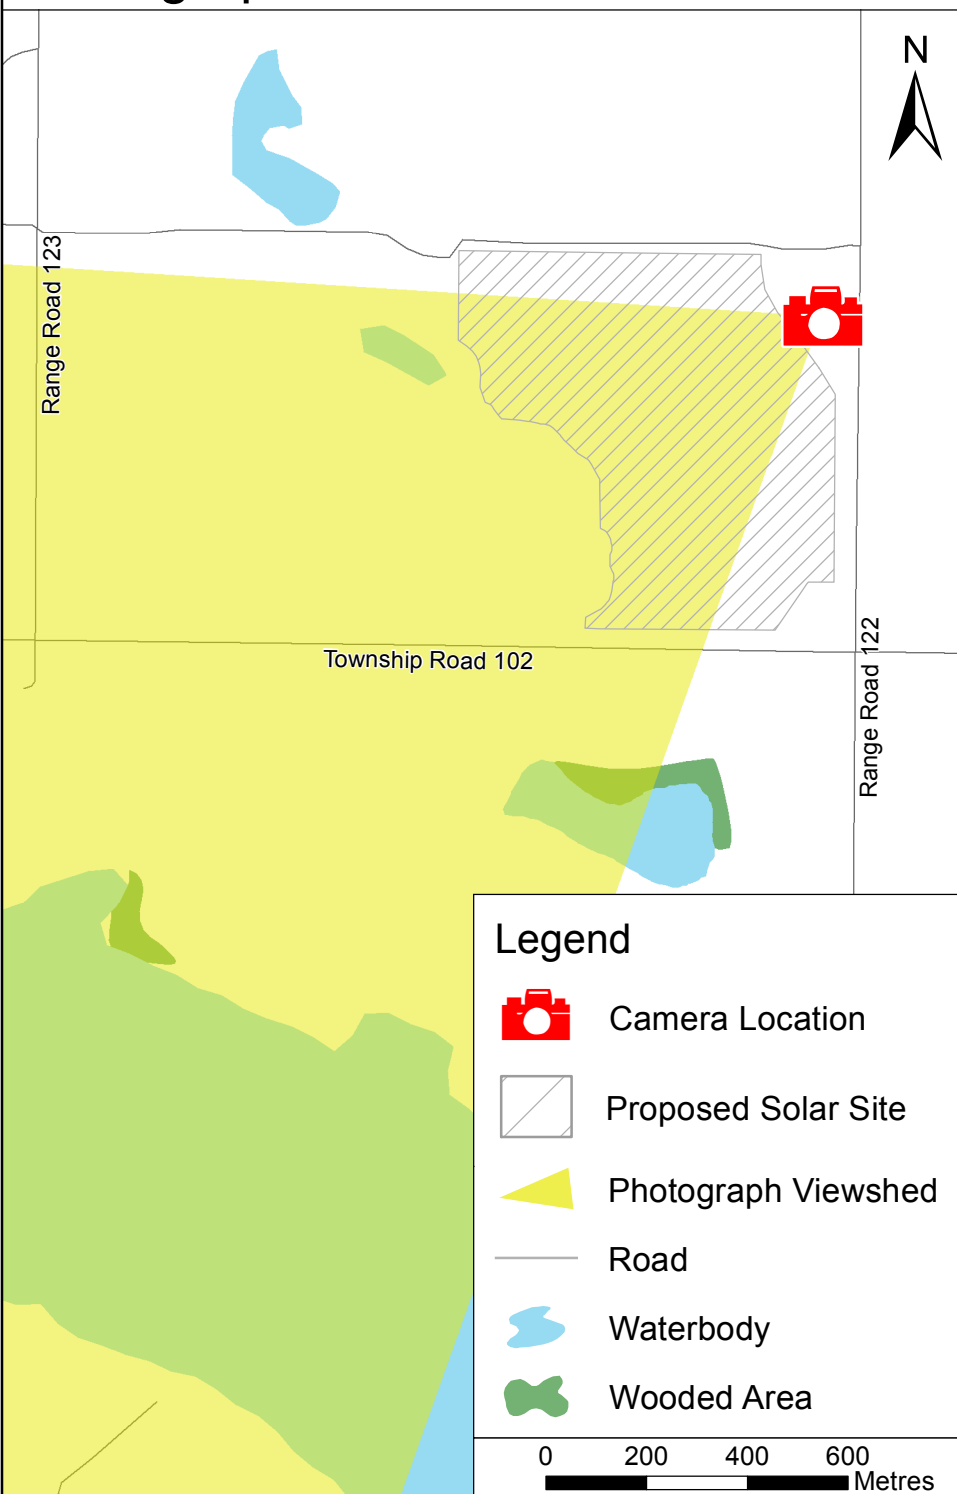 N
Range Road 123
Township Road 102
Range Road 122
Legend
Camera Location
Proposed Solar Site
Photograph Viewshed
Road
Waterbody
Wooded Area
0 200 400 600
Metres